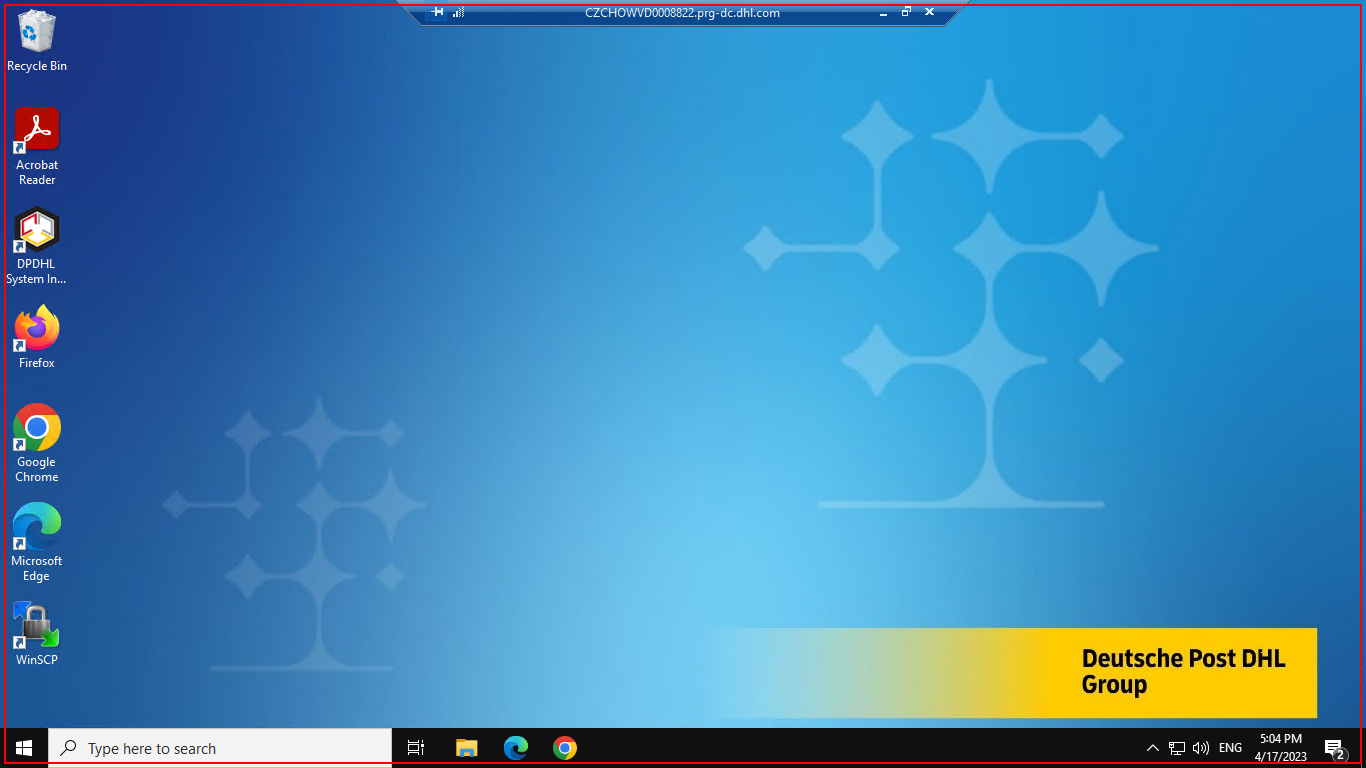 CZCHOWVD0008822.prg-dc.dhl.com
Recycle Bin
Acrobat
Reader
DPDHL
System In...
Firefox
Google
Chrome
Microsoft
Edge
WinSCP
Deutsche Post DHL
Group
Type here to search
ENG
5:04 PM
4/17/2023
2